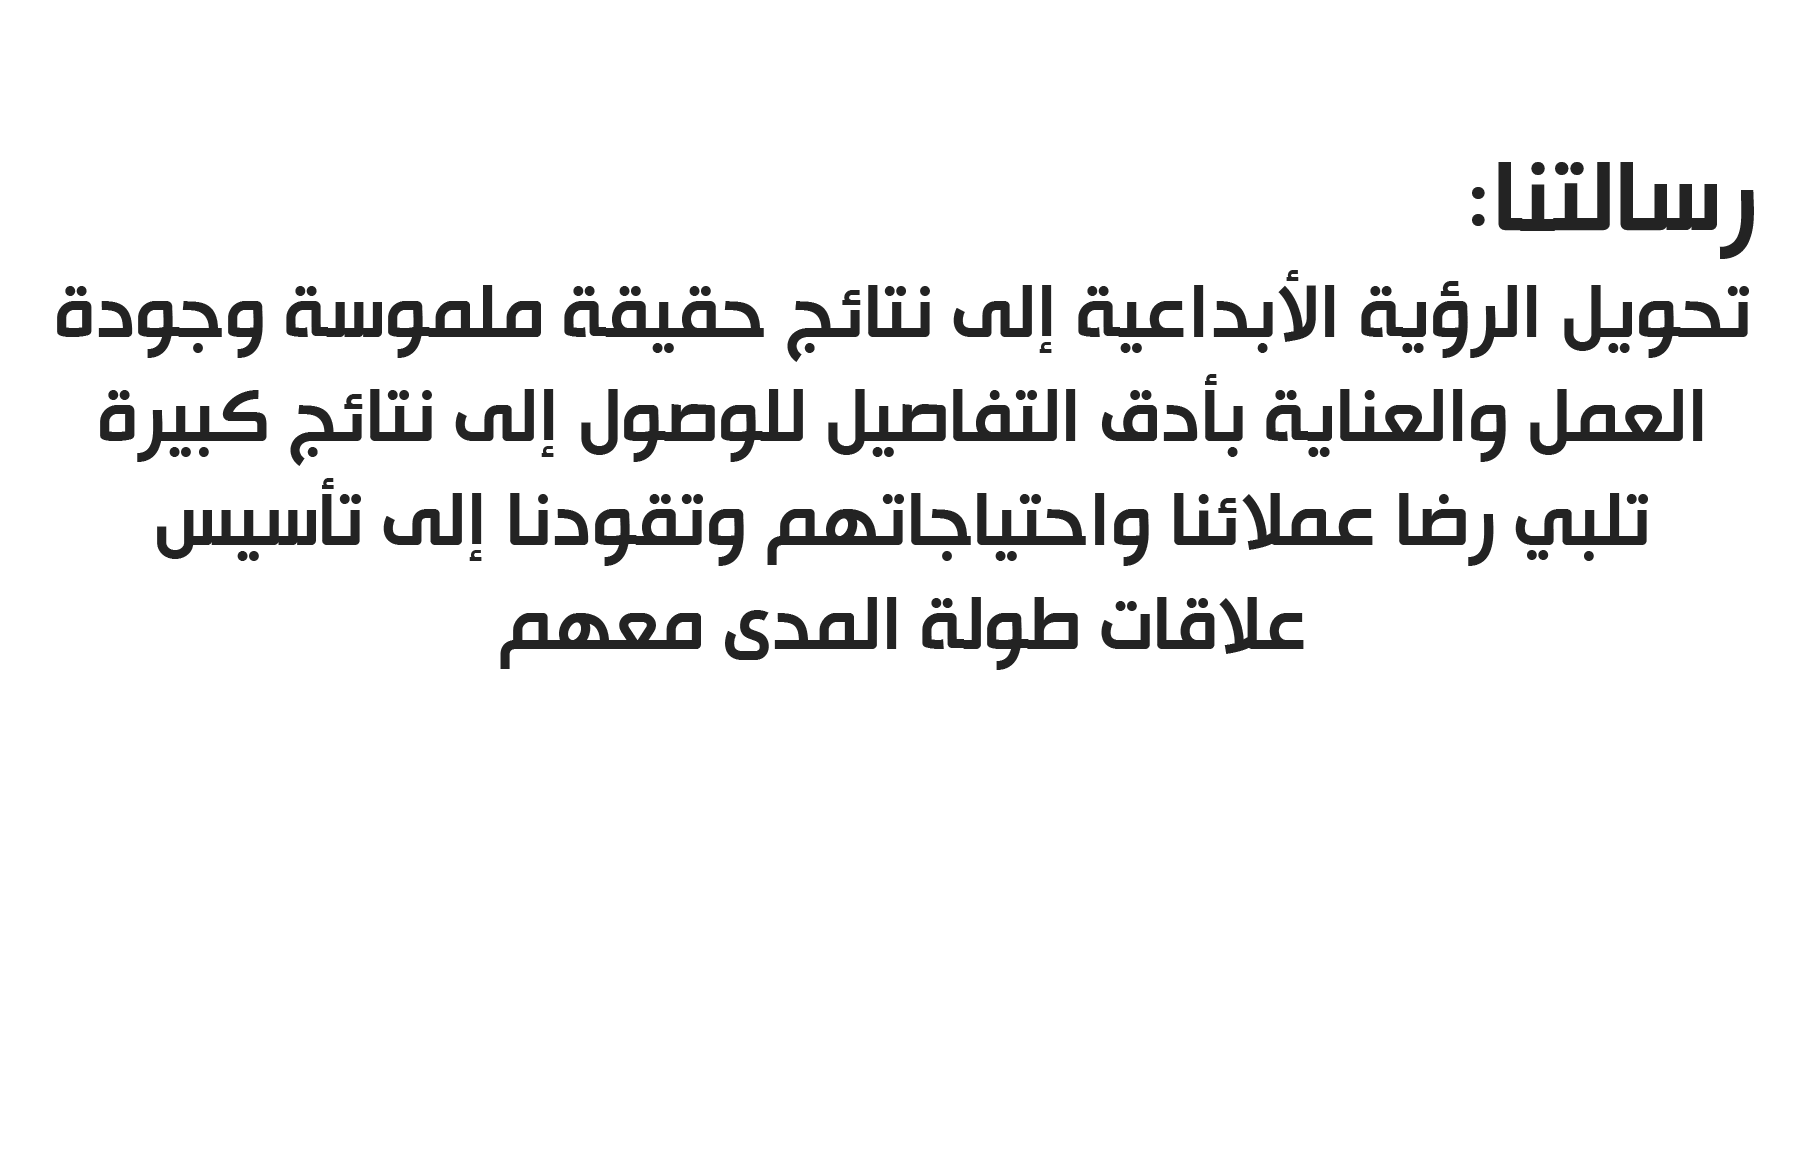 رسالتنا:
تحويل الرؤية الأبداعية إلى نتائج حقيقة ملموسة وجودة
العمل والعناية بأدق التفاصيل للوصول إلى نتائج كبيرة
تلبي رضا عملائنا واحتياجاتهم وتقودنا إلى تأسيس
علاقات طولة المدى معهم